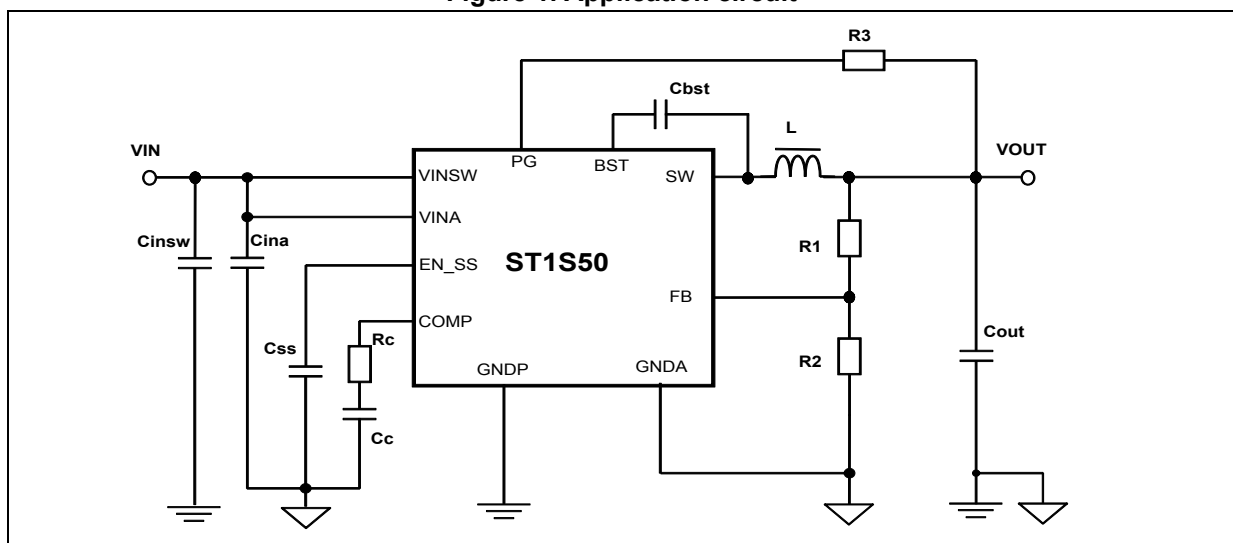 Figure 1. Application circuit
R3
Cbst
L
VIN
VOUT
PG
BST
VINSW
SW
VINA
Cinsw
Cina
R1
EN_SS
ST1S50
FB
COMP
Css
Rc
R2
Cout
GNDP
GNDA
Cc